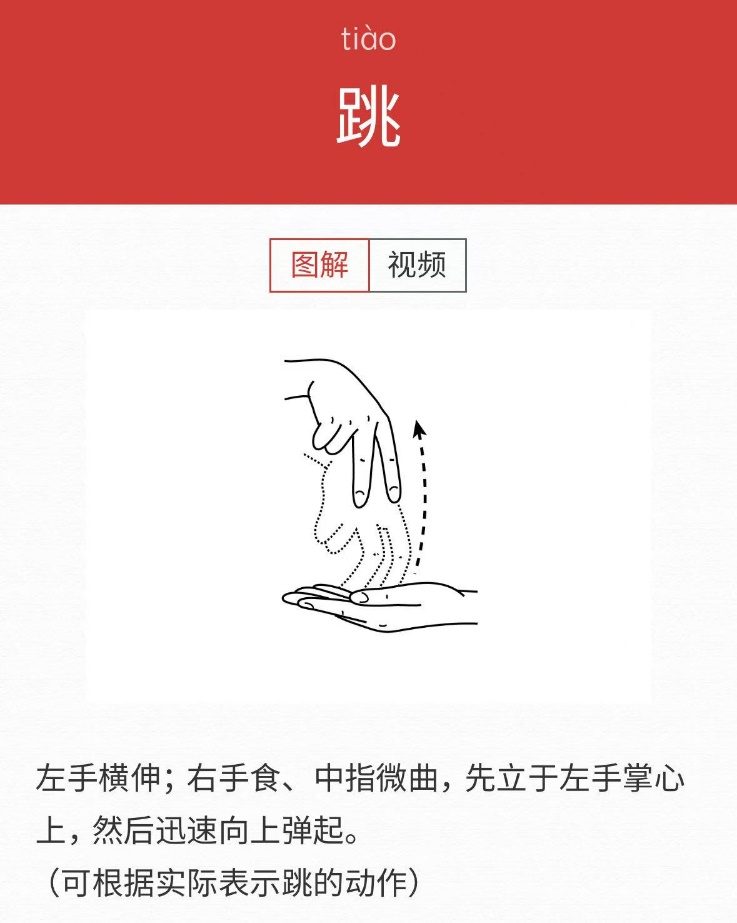 tiào
跳
图解 视频
左手横伸；右手食、中指微曲，先立于左手掌心
上，然后迅速向上弹起。
（可根据实际表示跳的动作）